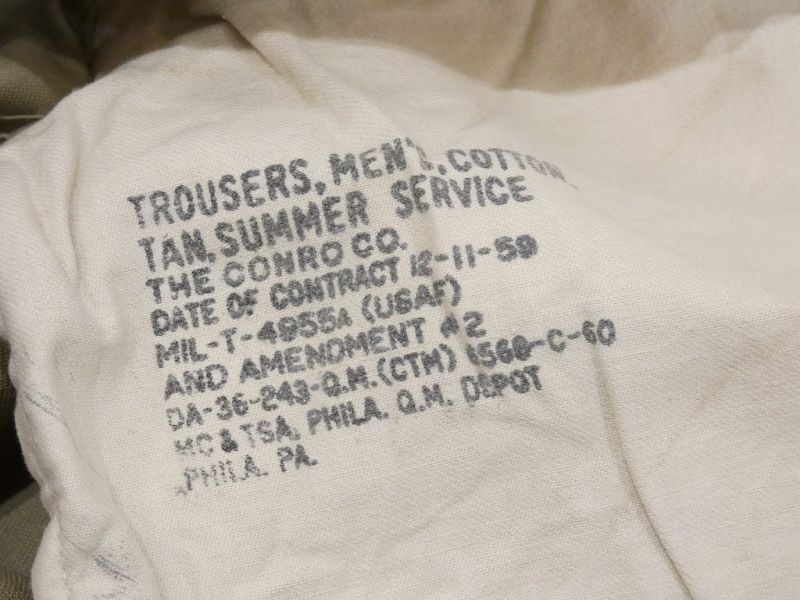 TROUSERS, MEN'S, COTTON,
TAN, SUMMER SERVICE
THE CONRO CO.
DATE OF CONTRACT 12-11-59
MIL-T-4955A (USAF)
AND AMENDMENT #2
DA-36-243-Q.M. (CTM) 6568-C-60
MC & TSA, PHILA. Q.M. DEPOT
PHILA. PA.